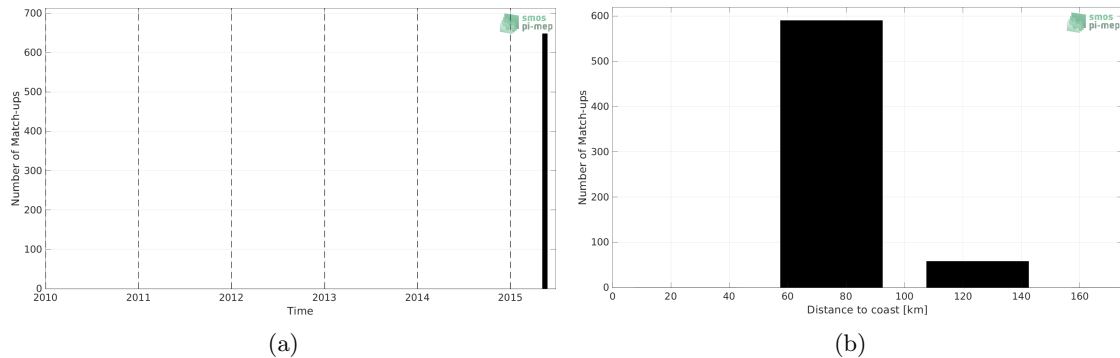 700
600
500
400
300
200
100
0
Number of Match-ups
2010 2011 2012 2013 2014 2015
Time
smos
pi-mep
(a)
600
500
400
300
200
100
0
Number of Match-ups
0 20 40 60 80 100 120 140 160
Distance to coast [km]
smos
pi-mep
(b)